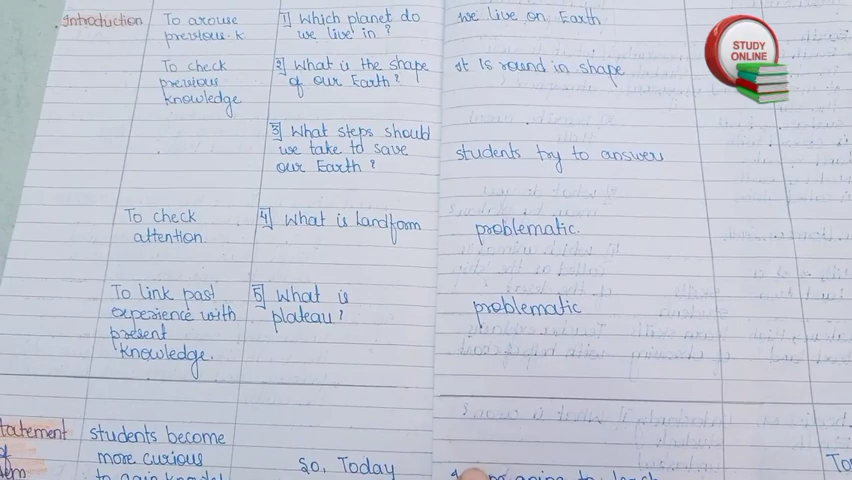 Introduction
To arouse
previous.k
1] Which planet do
we live in ?
we live on Earth
To check
previous
knowledge
2] What is the shape
of our Earth?
It is round in shape
3] What steps should
we take to save
our Earth ?
students try to answer
To check
attention.
4] What is landform
problematic.
To link past
experience with
present
knowledge.
5] What is
plateau?
problematic
tatement
of
students become
more curious
So, Today
STUDY
ONLINE